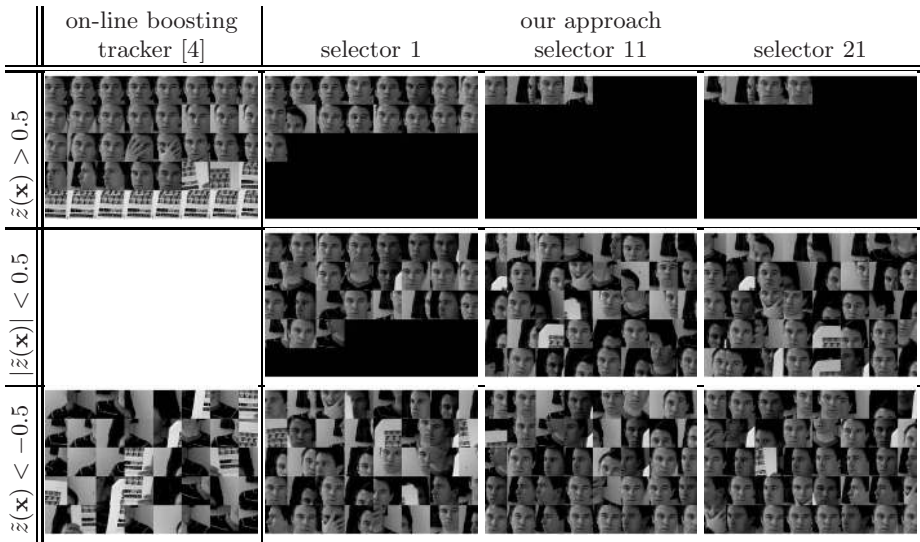 on-line boosting
tracker [4]
our approach
selector 1
selector 11
selector 21
z̃(x) > 0.5
|z̃(x)| < 0.5
z̃(x) < −0.5